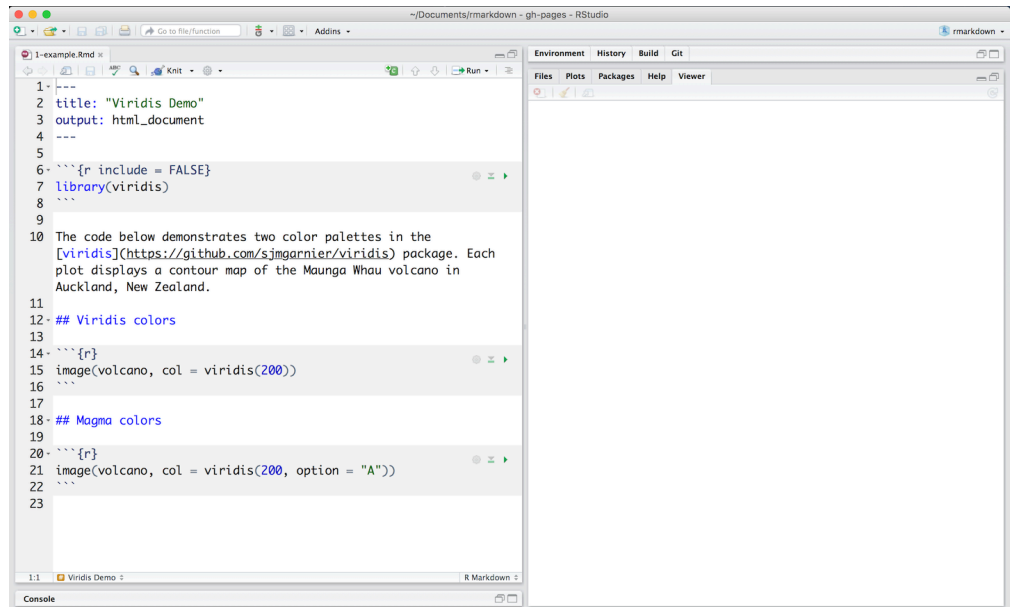 ~/Documents/rmarkdown - gh-pages - RStudio
Go to file/function
Addins
rmarkdown
1-example.Rmd
ABC
Knit
Run
1 ---
2 title: "Viridis Demo"
3 output: html_document
4 ---
5
6 ```{r include = FALSE}
7 library(viridis)
8 ```
9
10 The code below demonstrates two color palettes in the
[viridis](https://github.com/sjmgarnier/viridis) package. Each
plot displays a contour map of the Maunga Whau volcano in
Auckland, New Zealand.
11
12 ## Viridis colors
13
14 ```{r}
15 image(volcano, col = viridis(200))
16 ```
17
18 ## Magma colors
19
20 ```{r}
21 image(volcano, col = viridis(200, option = "A"))
22 ```
23
1:1 Viridis Demo R Markdown
Console
Environment History Build Git
Files Plots Packages Help Viewer